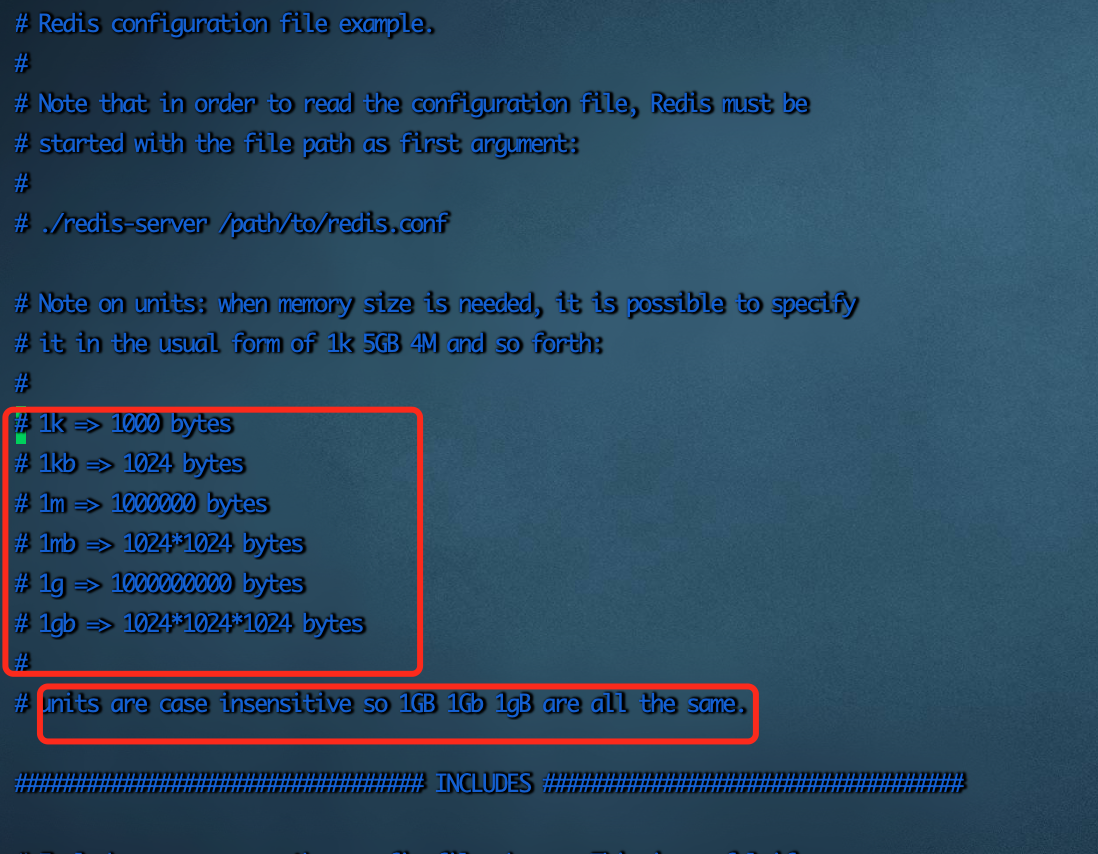 # Redis configuration file example.
#
# Note that in order to read the configuration file, Redis must be
# started with the file path as first argument:
#
# ./redis-server /path/to/redis.conf
# Note on units: when memory size is needed, it is possible to specify
# it in the usual form of 1k 5GB 4M and so forth:
#
# 1k => 1000 bytes
# 1kb => 1024 bytes
# 1m => 1000000 bytes
# 1mb => 1024*1024 bytes
# 1g => 1000000000 bytes
# 1gb => 1024*1024*1024 bytes
#
# units are case insensitive so 1GB 1Gb 1gB are all the same.
################################## INCLUDES ###################################